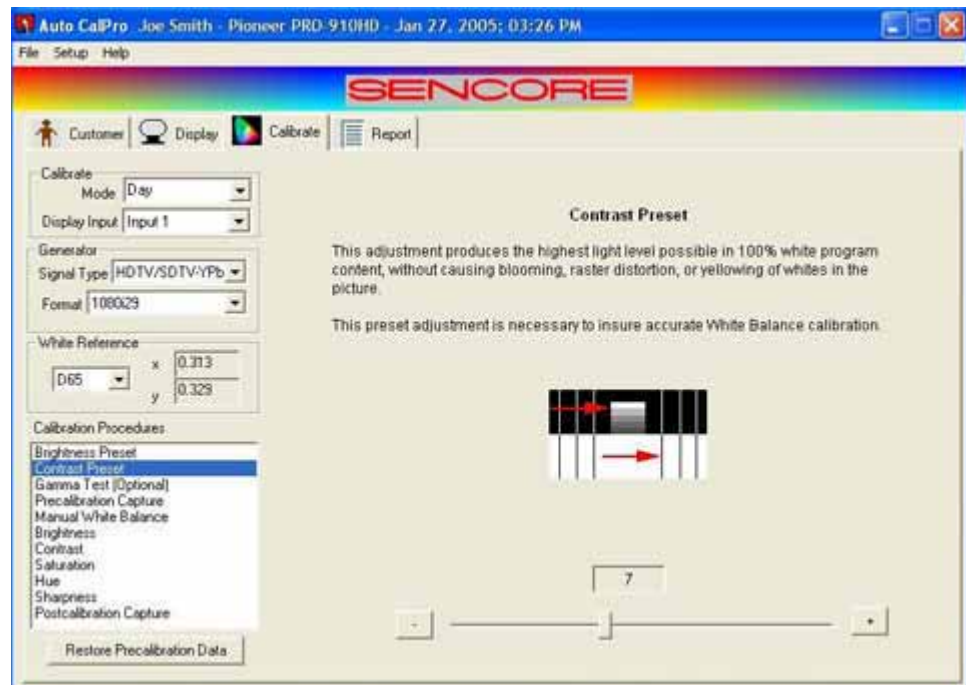 Auto CalPro Joe Smith - Pioneer PRO-910HD - Jan 27, 2005; 03:26 PM
File Setup Help
SENCORE
Customer Display Calibrate Report
Calibrate
Mode Day
Display Input Input 1
Generator
Signal Type HDTV/SDTV-YPb
Format 1080i29
White Reference
D65
x 0.313
y 0.329
Calibration Procedures
Brightness Preset
Contrast Preset
Gamma Test (Optional)
Precalibration Capture
Manual White Balance
Brightness
Contrast
Saturation
Hue
Sharpness
Postcalibration Capture
Restore Precalibration Data
Contrast Preset
This adjustment produces the highest light level possible in 100% white program
content, without causing blooming, raster distortion, or yellowing of whites in the
picture.
This preset adjustment is necessary to insure accurate White Balance calibration.
7
- +